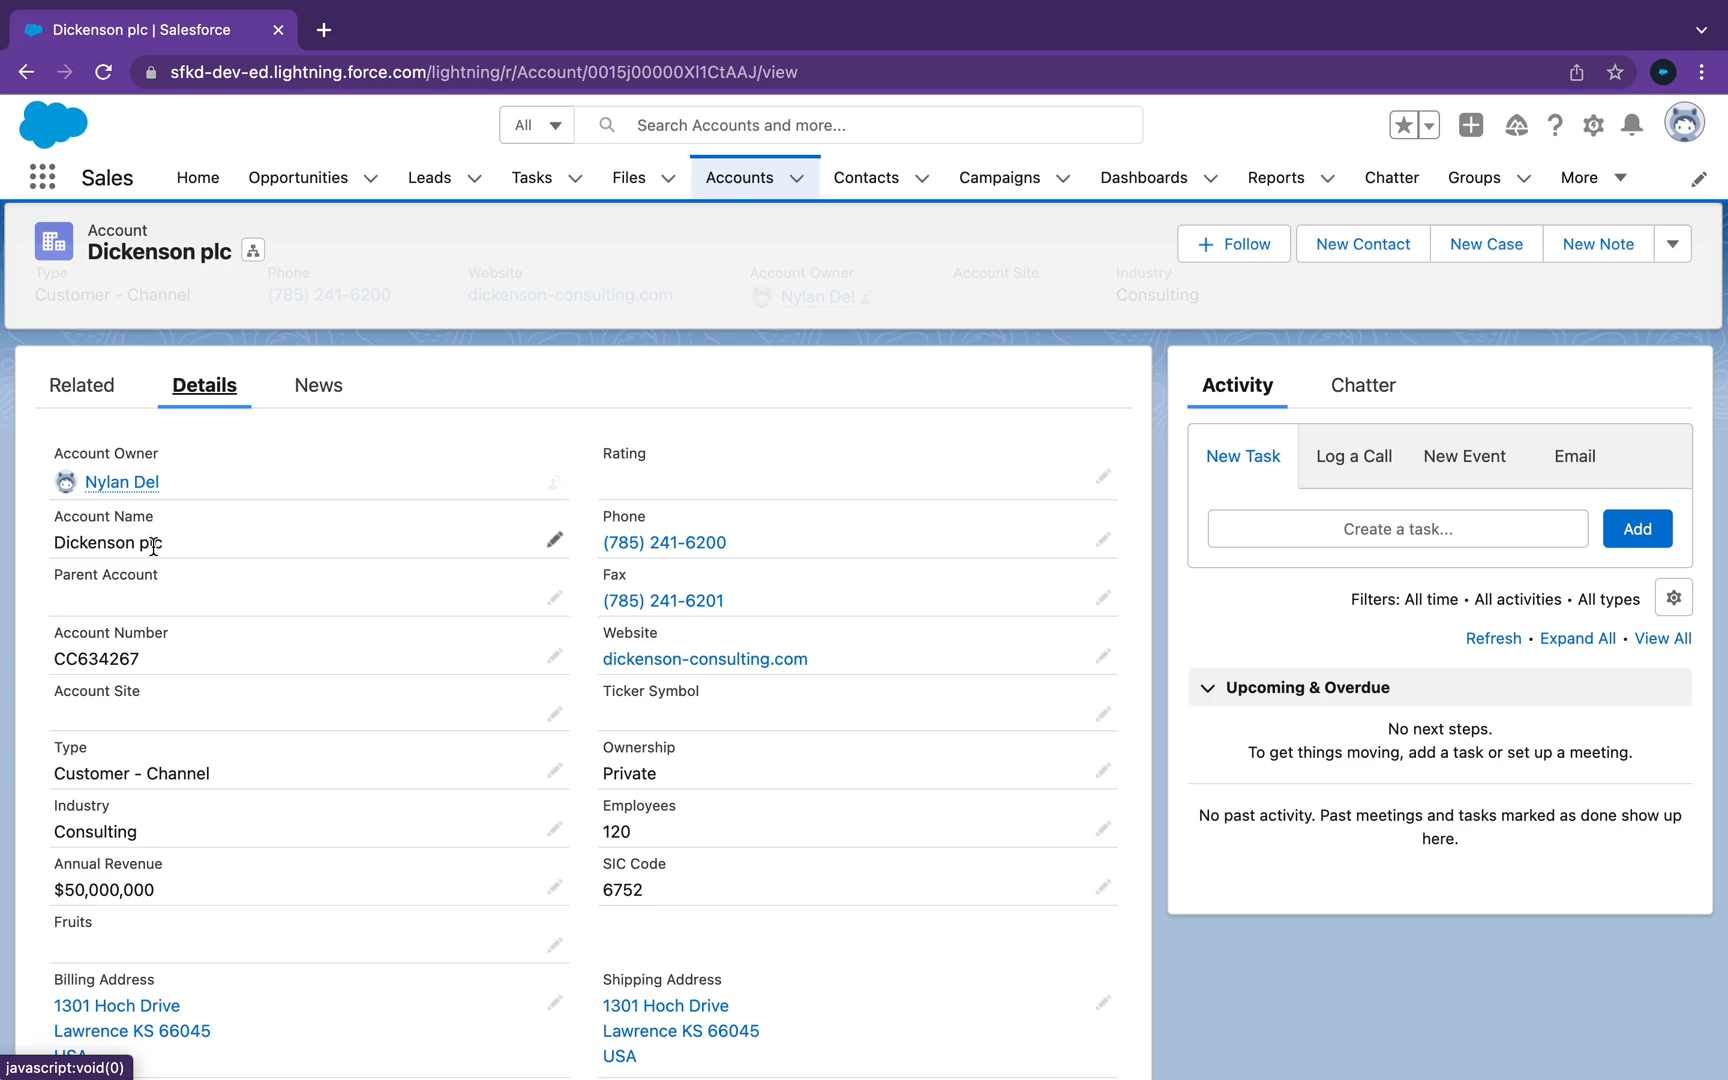 Dickenson plc | Salesforce
sfkd-dev-ed.lightning.force.com/lightning/r/Account/0015j00000XI1CtAAJ/view
All
Search Accounts and more...
Sales
Home
Opportunities
Leads
Tasks
Files
Accounts
Contacts
Campaigns
Dashboards
Reports
Chatter
Groups
More
Account
Dickenson plc
Follow
New Contact
New Case
New Note
Type
Phone
Website
Account Owner
Account Site
Industry
Customer - Channel
(785) 241-6200
dickenson-consulting.com
Nylan Del
Consulting
Related
Details
News
Account Owner
Nylan Del
Rating
Account Name
Dickenson plc
Phone
(785) 241-6200
Parent Account
Fax
(785) 241-6201
Account Number
CC634267
Website
dickenson-consulting.com
Account Site
Ticker Symbol
Type
Customer - Channel
Ownership
Private
Industry
Consulting
Employees
120
Annual Revenue
$50,000,000
SIC Code
6752
Fruits
Billing Address
1301 Hoch Drive
Lawrence KS 66045
USA
Shipping Address
1301 Hoch Drive
Lawrence KS 66045
USA
Activity
Chatter
New Task
Log a Call
New Event
Email
Create a task...
Add
Filters: All time • All activities • All types
Refresh • Expand All • View All
Upcoming & Overdue
No next steps.
To get things moving, add a task or set up a meeting.
No past activity. Past meetings and tasks marked as done show up
here.
javascript:void(0)